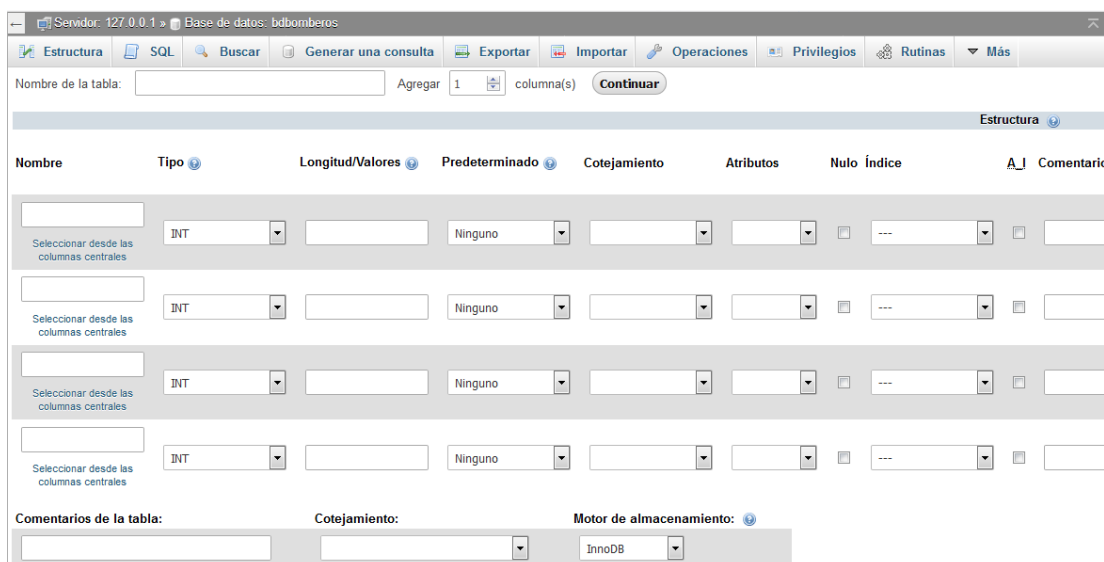 Servidor: 127.0.0.1 » Base de datos: bdbomberos
Estructura SQL Buscar Generar una consulta Exportar Importar Operaciones Privilegios Rutinas Más
Nombre de la tabla: Agregar 1 columna(s) Continuar
Estructura
Nombre Tipo Longitud/Valores Predeterminado Cotejamiento Atributos Nulo Índice A_I Comentario
INT Ninguno ---
Seleccionar desde las
columnas centrales
INT Ninguno ---
Seleccionar desde las
columnas centrales
INT Ninguno ---
Seleccionar desde las
columnas centrales
INT Ninguno ---
Seleccionar desde las
columnas centrales
Comentarios de la tabla: Cotejamiento: Motor de almacenamiento:
InnoDB